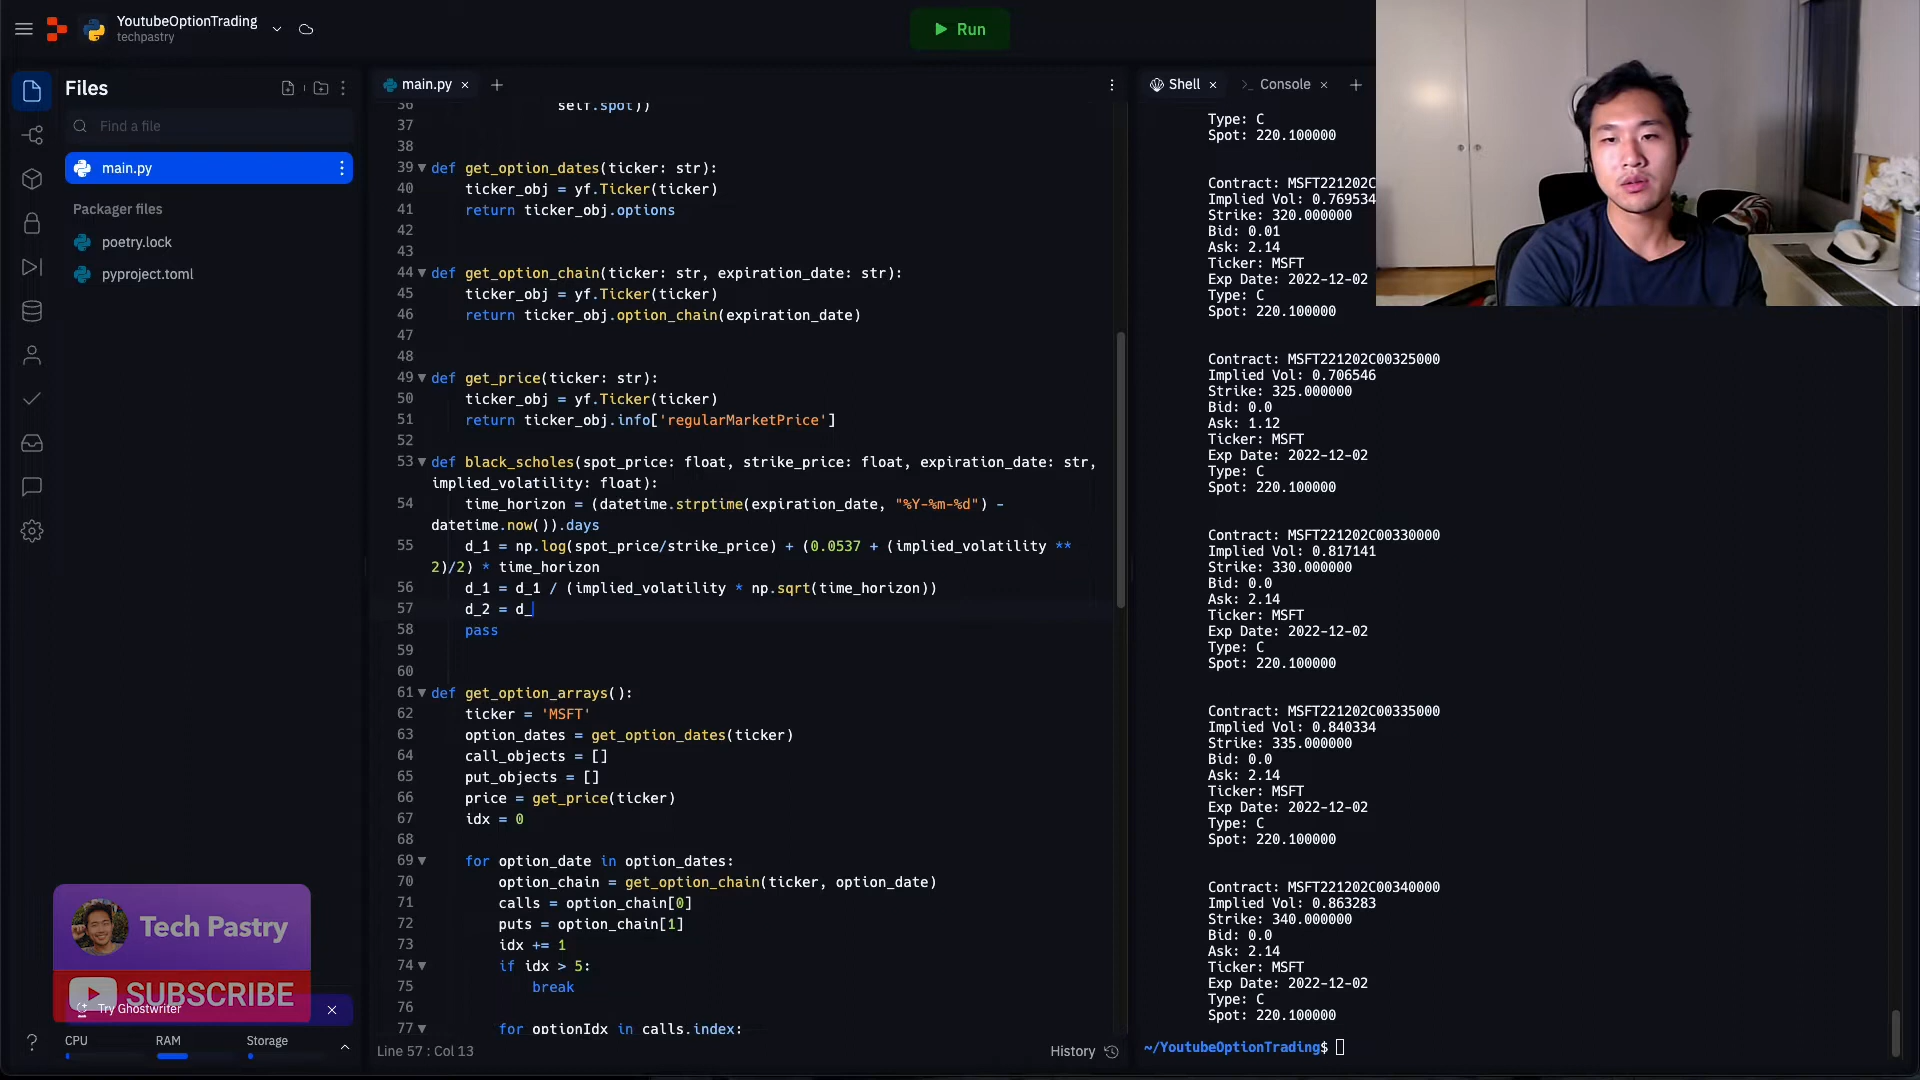 YoutubeOptionTrading
techpastry
Run
Files
Find a file
main.py
Packager files
poetry.lock
pyproject.toml
Tech Pastry
SUBSCRIBE
Try Ghostwriter
CPU
RAM
Storage
main.py
36 self.spot))
37
38
39 def get_option_dates(ticker: str):
40 ticker_obj = yf.Ticker(ticker)
41 return ticker_obj.options
42
43
44 def get_option_chain(ticker: str, expiration_date: str):
45 ticker_obj = yf.Ticker(ticker)
46 return ticker_obj.option_chain(expiration_date)
47
48
49 def get_price(ticker: str):
50 ticker_obj = yf.Ticker(ticker)
51 return ticker_obj.info['regularMarketPrice']
52
53 def black_scholes(spot_price: float, strike_price: float, expiration_date: str,
implied_volatility: float):
54 time_horizon = (datetime.strptime(expiration_date, "%Y-%m-%d") -
datetime.now()).days
55 d_1 = np.log(spot_price/strike_price) + (0.0537 + (implied_volatility **
2)/2) * time_horizon
56 d_1 = d_1 / (implied_volatility * np.sqrt(time_horizon))
57 d_2 = d_
58 pass
59
60
61 def get_option_arrays():
62 ticker = 'MSFT'
63 option_dates = get_option_dates(ticker)
64 call_objects = []
65 put_objects = []
66 price = get_price(ticker)
67 idx = 0
68
69 for option_date in option_dates:
70 option_chain = get_option_chain(ticker, option_date)
71 calls = option_chain[0]
72 puts = option_chain[1]
73 idx += 1
74 if idx > 5:
75 break
76
77 for optionIdx in calls.index:
Line 57 : Col 13
History
Shell
Console
Type: C
Spot: 220.100000
Contract: MSFT221202C
Implied Vol: 0.769534
Strike: 320.000000
Bid: 0.01
Ask: 2.14
Ticker: MSFT
Exp Date: 2022-12-02
Type: C
Spot: 220.100000
Contract: MSFT221202C00325000
Implied Vol: 0.706546
Strike: 325.000000
Bid: 0.0
Ask: 1.12
Ticker: MSFT
Exp Date: 2022-12-02
Type: C
Spot: 220.100000
Contract: MSFT221202C00330000
Implied Vol: 0.817141
Strike: 330.000000
Bid: 0.0
Ask: 2.14
Ticker: MSFT
Exp Date: 2022-12-02
Type: C
Spot: 220.100000
Contract: MSFT221202C00335000
Implied Vol: 0.840334
Strike: 335.000000
Bid: 0.0
Ask: 2.14
Ticker: MSFT
Exp Date: 2022-12-02
Type: C
Spot: 220.100000
Contract: MSFT221202C00340000
Implied Vol: 0.863283
Strike: 340.000000
Bid: 0.0
Ask: 2.14
Ticker: MSFT
Exp Date: 2022-12-02
Type: C
Spot: 220.100000
~/YoutubeOptionTrading$